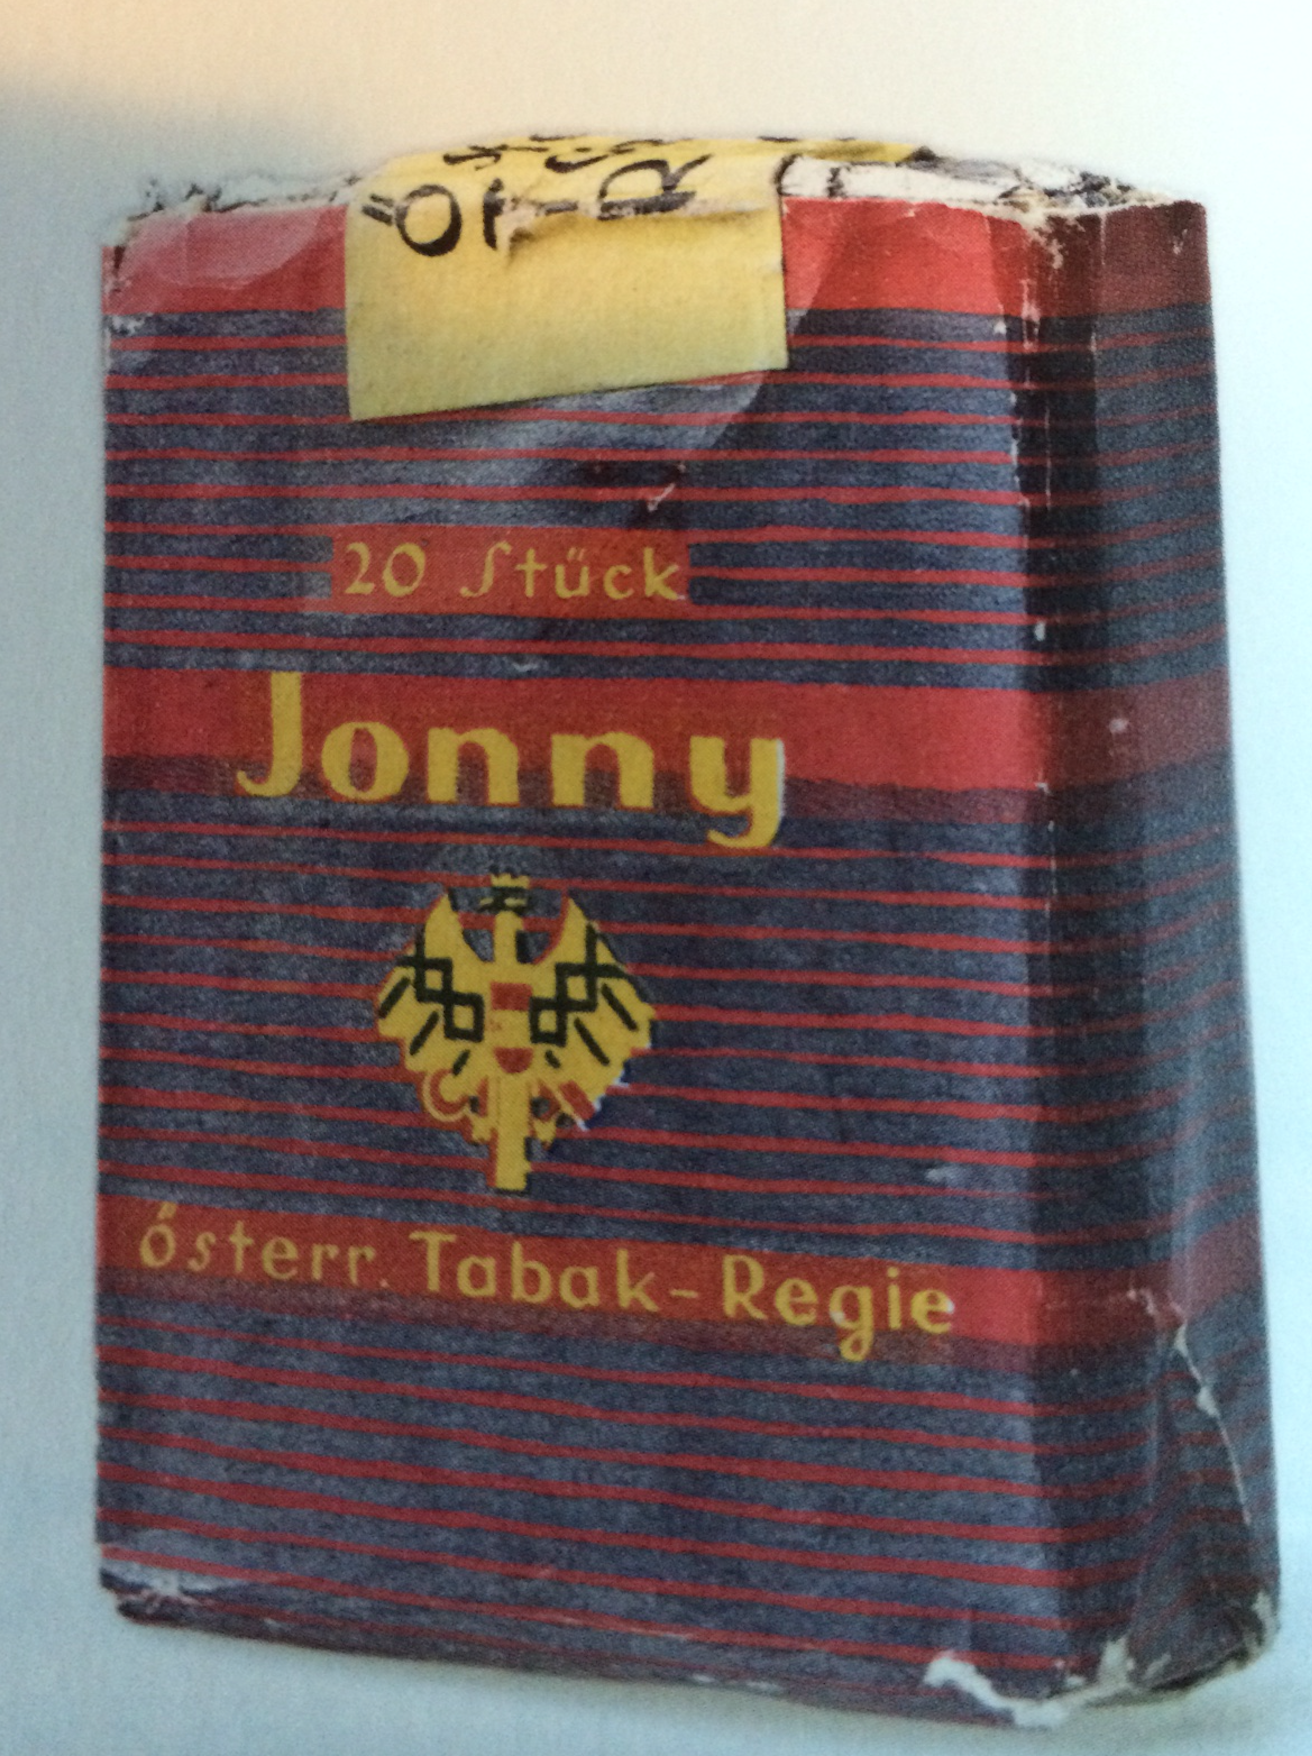 20 Stück
Jonny
Österr. Tabak-Regie